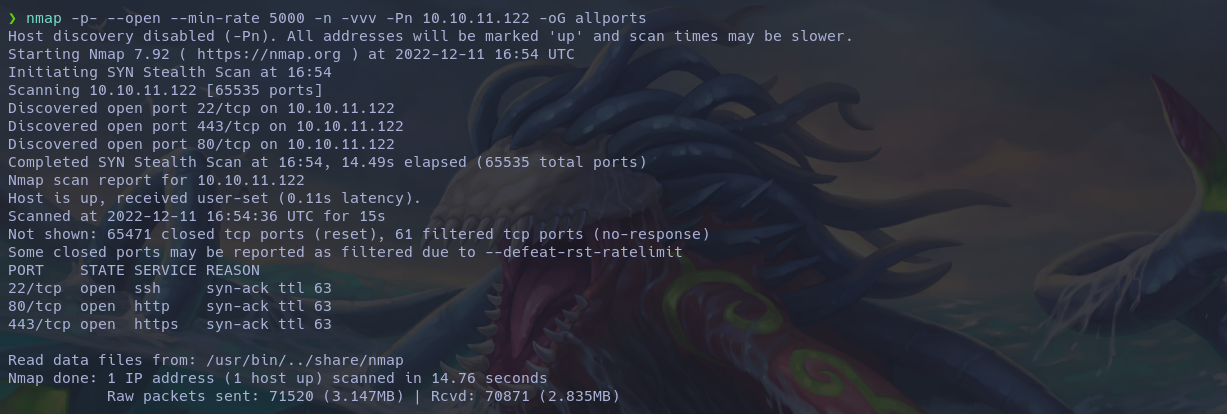 ❯ nmap -p- --open --min-rate 5000 -n -vvv -Pn 10.10.11.122 -oG allports
Host discovery disabled (-Pn). All addresses will be marked 'up' and scan times may be slower.
Starting Nmap 7.92 ( https://nmap.org ) at 2022-12-11 16:54 UTC
Initiating SYN Stealth Scan at 16:54
Scanning 10.10.11.122 [65535 ports]
Discovered open port 22/tcp on 10.10.11.122
Discovered open port 443/tcp on 10.10.11.122
Discovered open port 80/tcp on 10.10.11.122
Completed SYN Stealth Scan at 16:54, 14.49s elapsed (65535 total ports)
Nmap scan report for 10.10.11.122
Host is up, received user-set (0.11s latency).
Scanned at 2022-12-11 16:54:36 UTC for 15s
Not shown: 65471 closed tcp ports (reset), 61 filtered tcp ports (no-response)
Some closed ports may be reported as filtered due to --defeat-rst-ratelimit
PORT    STATE SERVICE REASON
22/tcp  open  ssh     syn-ack ttl 63
80/tcp  open  http    syn-ack ttl 63
443/tcp open  https   syn-ack ttl 63
Read data files from: /usr/bin/../share/nmap
Nmap done: 1 IP address (1 host up) scanned in 14.76 seconds
           Raw packets sent: 71520 (3.147MB) | Rcvd: 70871 (2.835MB)